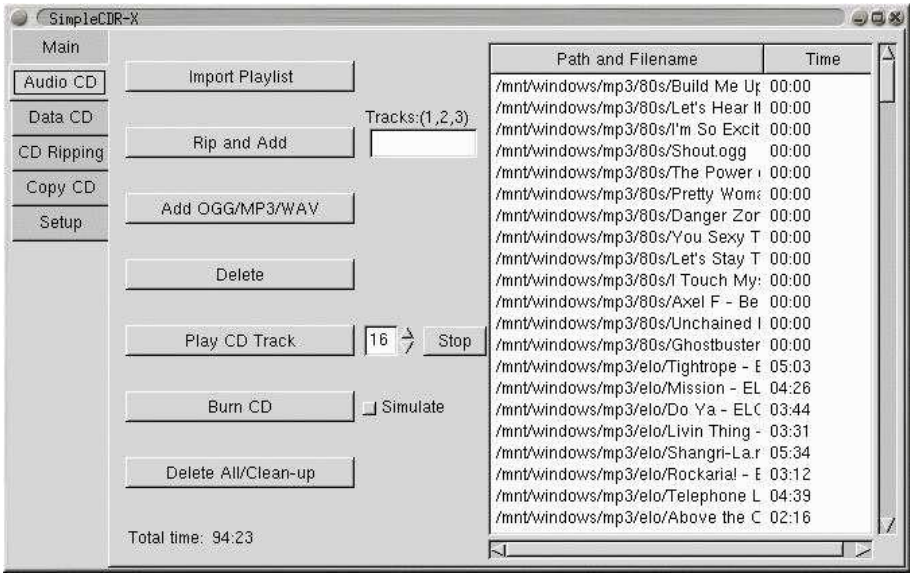 SimpleCDR-X
Main
Audio CD
Data CD
CD Ripping
Copy CD
Setup
Import Playlist
Rip and Add
Tracks:(1,2,3)
Add OGG/MP3/WAV
Delete
Play CD Track
16
Stop
Burn CD
Simulate
Delete All/Clean-up
Total time: 94:23
Path and Filename Time
/mnt/windows/mp3/80s/Build Me Up 00:00
/mnt/windows/mp3/80s/Let's Hear It 00:00
/mnt/windows/mp3/80s/I'm So Excit 00:00
/mnt/windows/mp3/80s/Shout.ogg 00:00
/mnt/windows/mp3/80s/The Power 00:00
/mnt/windows/mp3/80s/Pretty Woma 00:00
/mnt/windows/mp3/80s/Danger Zor 00:00
/mnt/windows/mp3/80s/You Sexy T 00:00
/mnt/windows/mp3/80s/Let's Stay T 00:00
/mnt/windows/mp3/80s/I Touch Mys 00:00
/mnt/windows/mp3/80s/Axel F - Be 00:00
/mnt/windows/mp3/80s/Unchained 00:00
/mnt/windows/mp3/80s/Ghostbuster 00:00
/mnt/windows/mp3/elo/Tightrope - E 05:03
/mnt/windows/mp3/elo/Mission - EL 04:26
/mnt/windows/mp3/elo/Do Ya - ELO 03:44
/mnt/windows/mp3/elo/Livin Thing - 03:31
/mnt/windows/mp3/elo/Shangri-La.r 05:34
/mnt/windows/mp3/elo/Rockaria! - E 03:12
/mnt/windows/mp3/elo/Telephone L 04:39
/mnt/windows/mp3/elo/Above the C 02:16